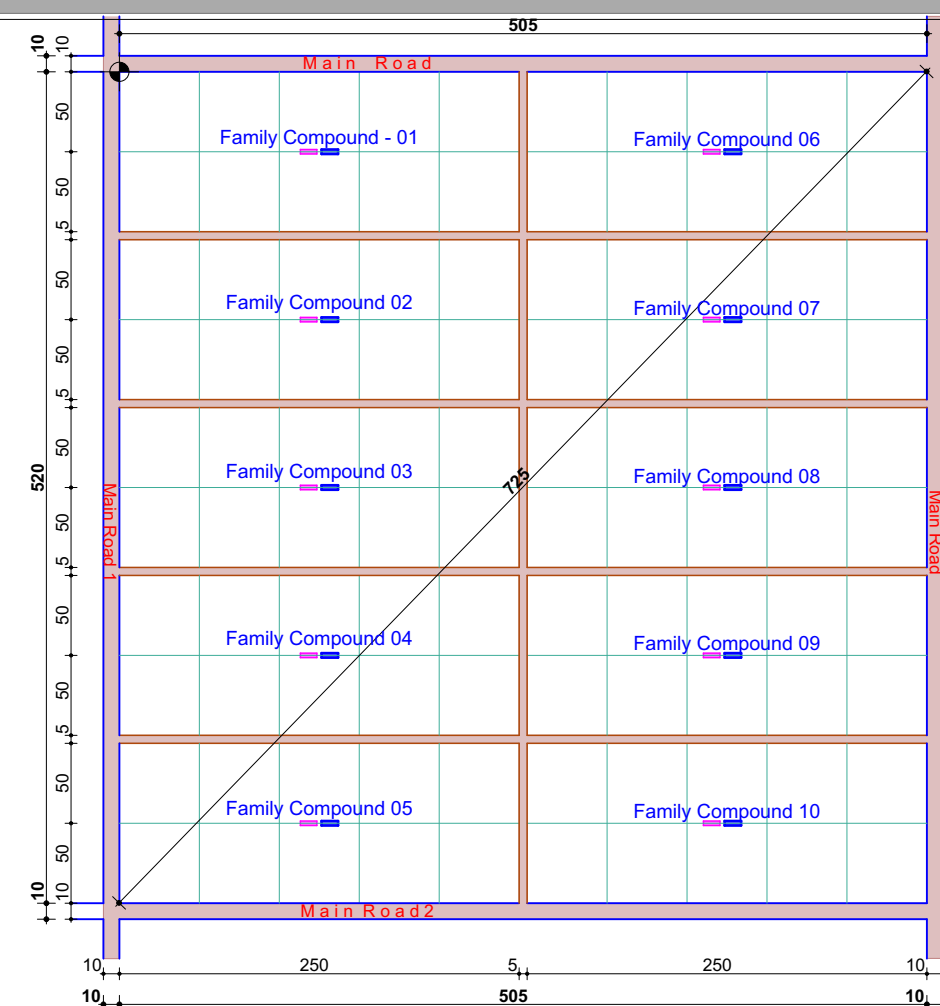 505
10
10
Main Road
50
Family Compound - 01
Family Compound 06
50
5
50
Family Compound 02
Family Compound 07
50
5
50
Family Compound 03
Family Compound 08
520
725
Main Road 1
Main Road
50
5
50
Family Compound 04
Family Compound 09
50
5
50
Family Compound 05
Family Compound 10
50
10
10
Main Road2
10
250
5
250
10
10
505
10